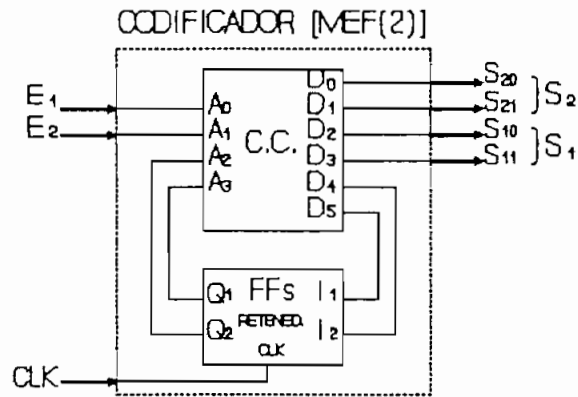 CODIFICADOR [MEF(2)]
E1
E2
A0
A1
A2
A3
C.C.
D0
D1
D2
D3
D4
D5
S20
S21
S10
S11
} S2
} S1
Q1 FFs I1
Q2 RETENED. I2
CLK
CLK